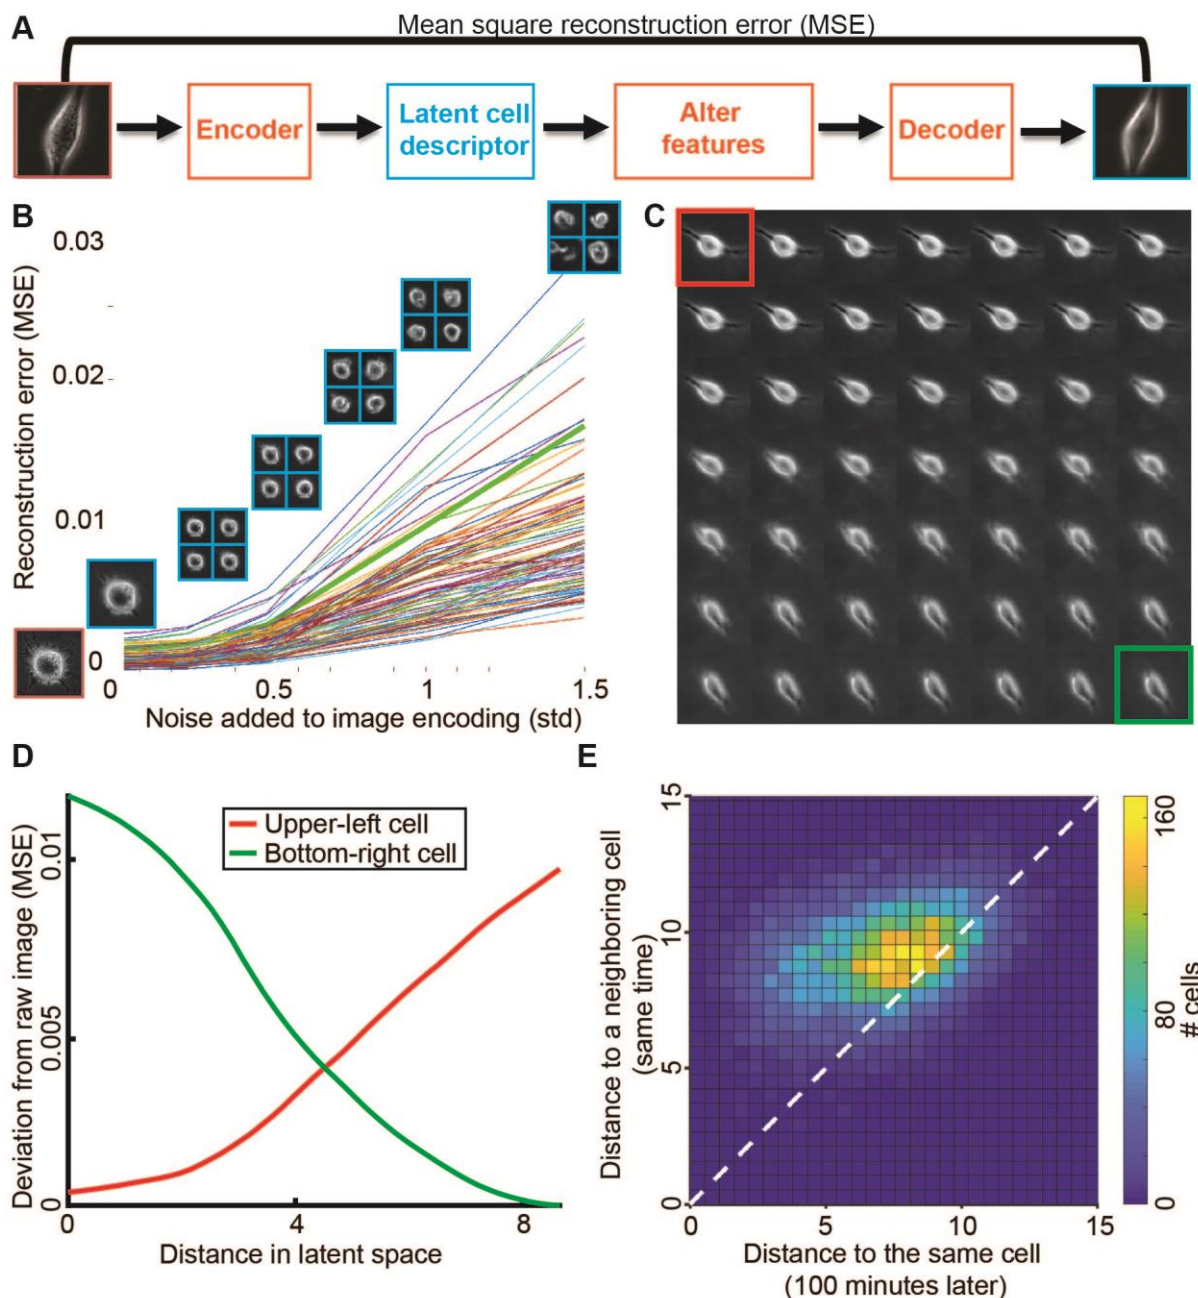 A
Mean square reconstruction error (MSE)
Encoder
Latent cell
descriptor
Alter
features
Decoder
B
Reconstruction error (MSE)
0.03
0.02
0.01
0
0
0.5
1
1.5
Noise added to image encoding (std)
C
D
Deviation from raw image (MSE)
0.01
0.005
0
Upper-left cell
Bottom-right cell
0
4
8
Distance in latent space
E
Distance to a neighboring cell
(same time)
15
10
5
0
0
5
10
15
Distance to the same cell
(100 minutes later)
160
80
0
# cells